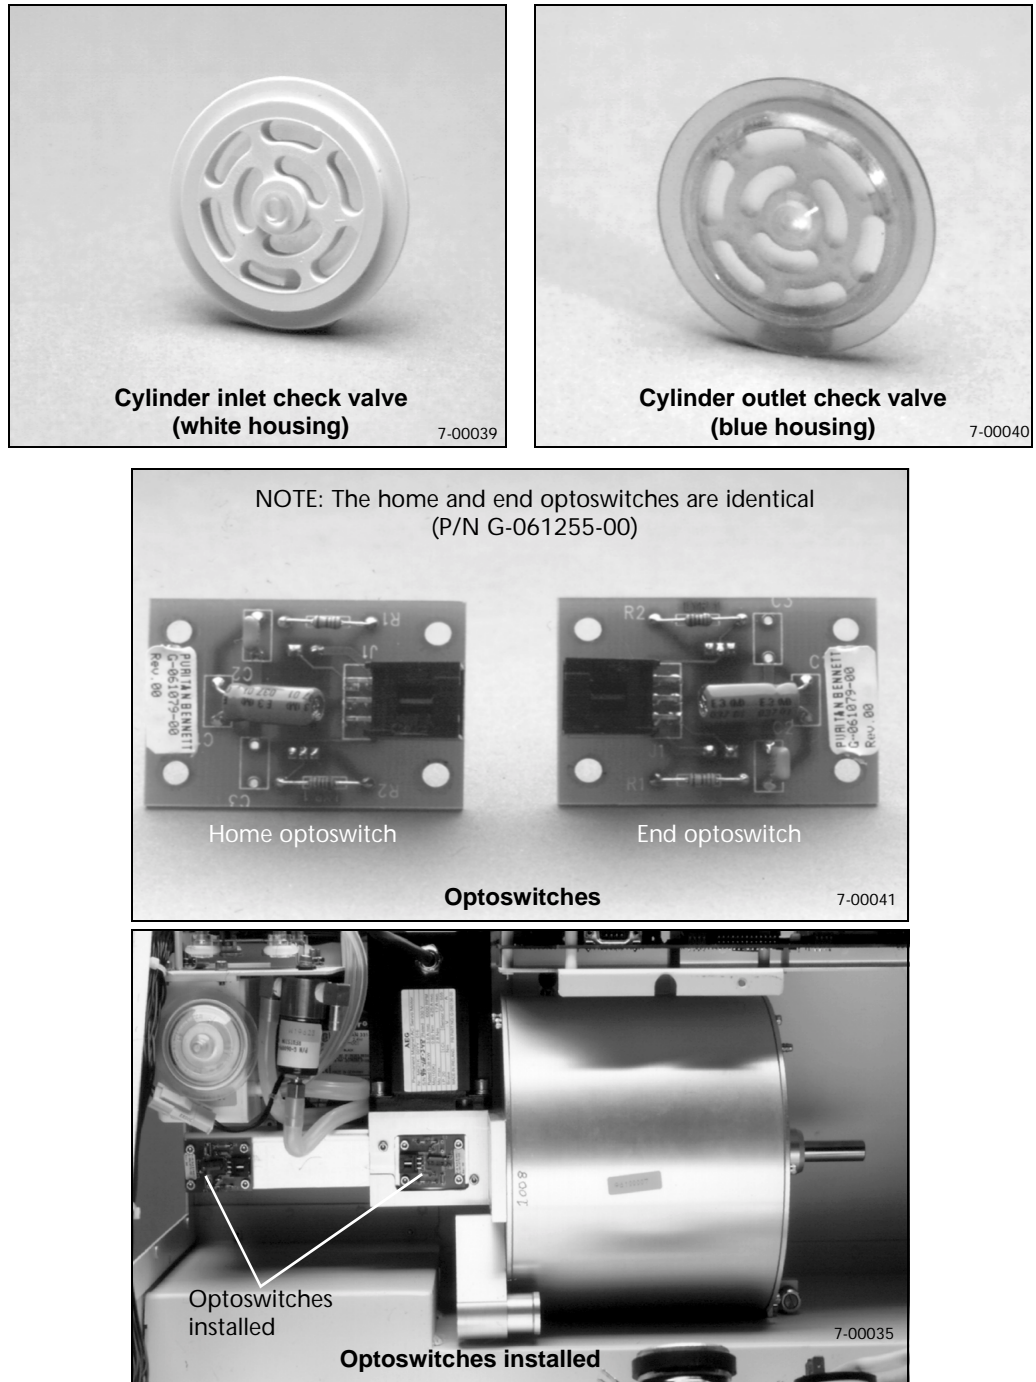 Cylinder inlet check valve
(white housing)
7-00039
Cylinder outlet check valve
(blue housing)
7-00040
NOTE: The home and end optoswitches are identical
(P/N G-061255-00)
R1
J1
C2
PURITAN BENNETT
G-061079-00
Rev. 00
C3
R2
Home optoswitch
R2
C3
R1
PURITAN BENNETT
G-061079-00
Rev. 00
End optoswitch
Optoswitches
7-00041
AEG
1008
Optoswitches
installed
7-00035
Optoswitches installed